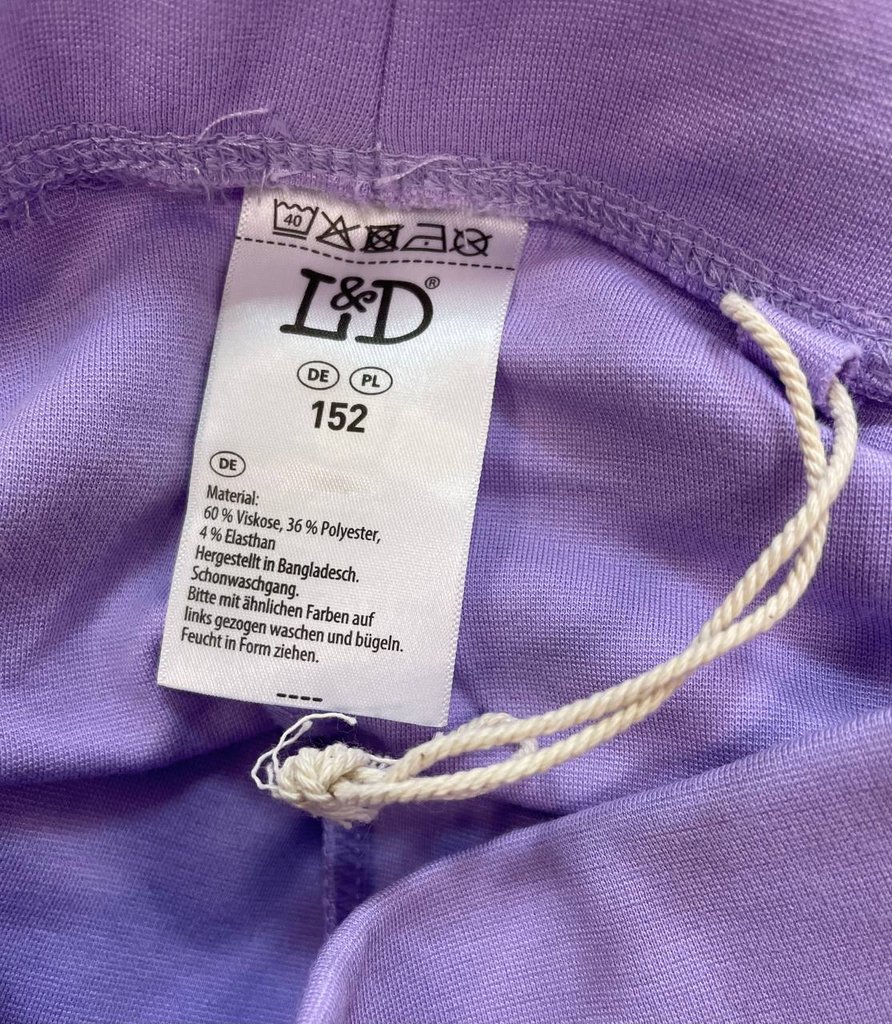 40
L&D®
DE PL
152
DE
Material:
60 % Viskose, 36 % Polyester,
4 % Elasthan
Hergestellt in Bangladesch.
Schonwaschgang.
Bitte mit ähnlichen Farben auf
links gezogen waschen und bügeln.
Feucht in Form ziehen.